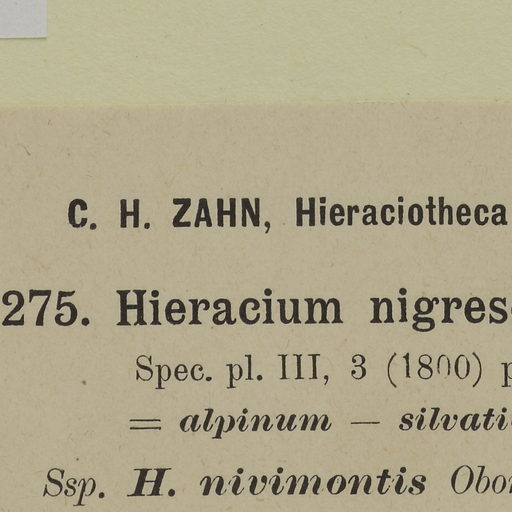 C. H. ZAHN, Hieraciotheca
275. Hieracium nigres
Spec. pl. III, 3 (1800) p
= alpinum — silvati
Ssp. H. nivimontis Obo